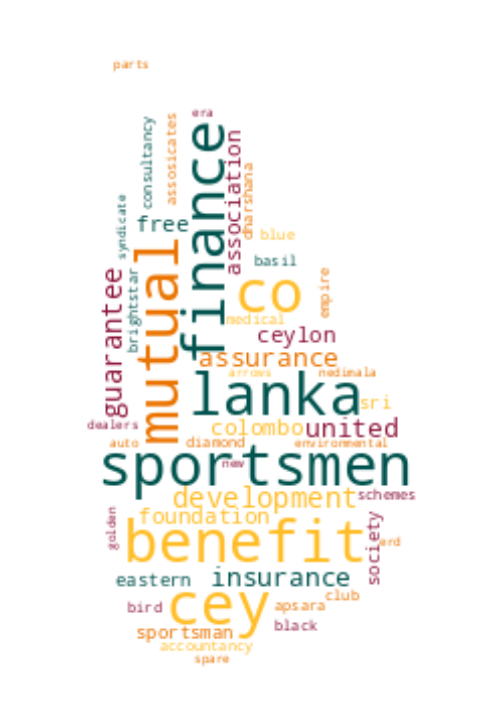 parts
era
consultancy
assosicates
finance
association
dharshana
syndicate
free
blue
mutual
basil
brightstar
guarantee
co
empire
medical
ceylon
assurance
arrows
nedimala
lanka
sri
dealers
colombo
united
auto
diamond
environmental
sportsmen
new
development
schemes
golden
foundation
society
benefit
erd
eastern
insurance
cey
club
bird
apsara
sportsman
black
accountancy
spare